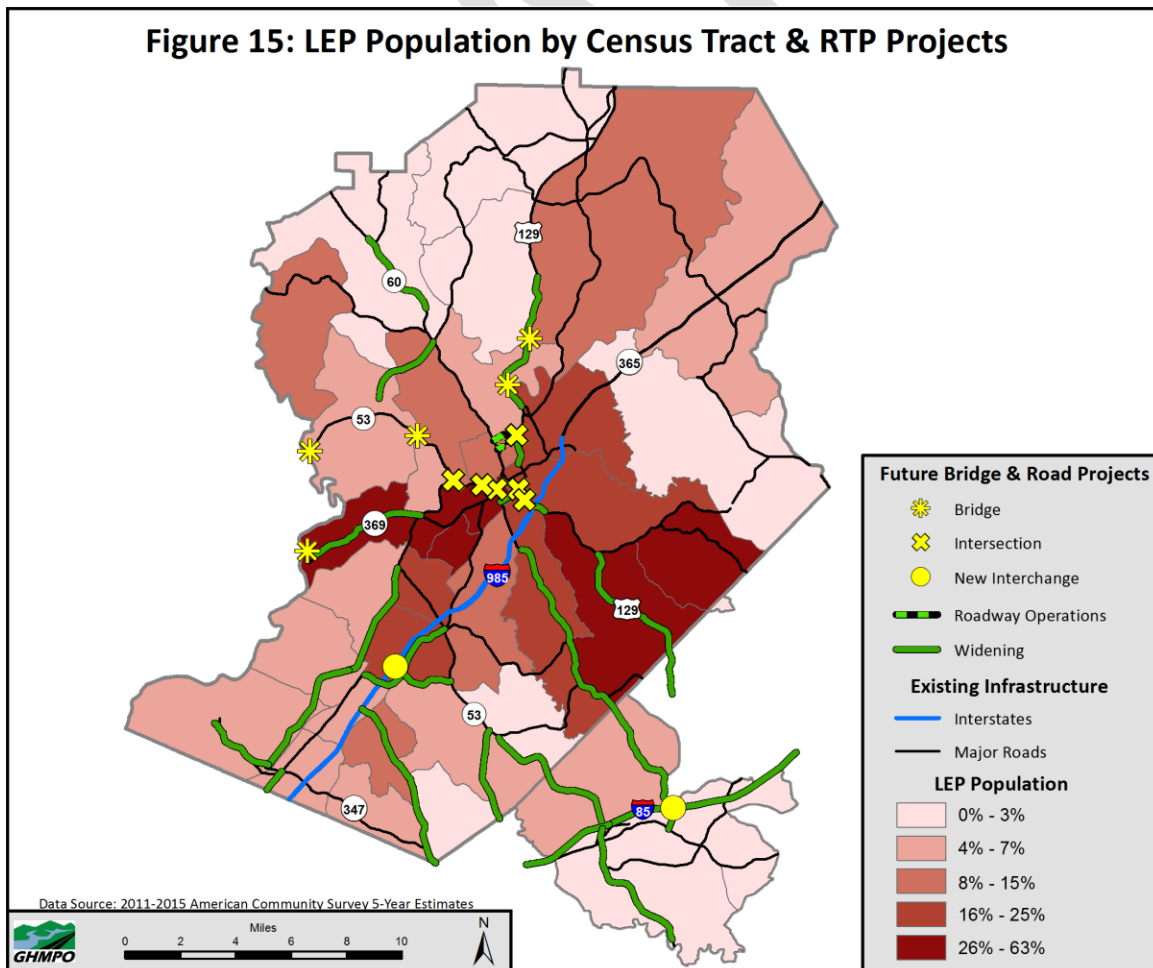 Figure 15: LEP Population by Census Tract & RTP Projects
129
60
365
53
369
985
129
53
85
347
Future Bridge & Road Projects
Bridge
Intersection
New Interchange
Roadway Operations
Widening
Existing Infrastructure
Interstates
Major Roads
LEP Population
0% - 3%
4% - 7%
8% - 15%
16% - 25%
26% - 63%
Data Source: 2011-2015 American Community Survey 5-Year Estimates
GHMPO
Miles
0 2 4 6 8 10
N